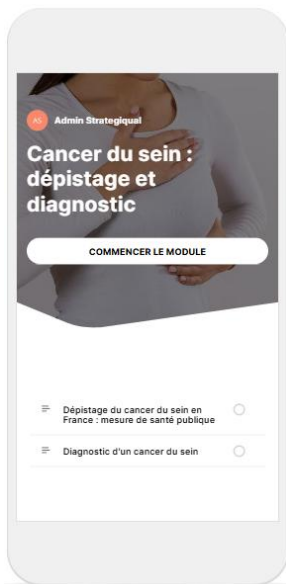 AS Admin Strategiqual
Cancer du sein :
dépistage et
diagnostic
COMMENCER LE MODULE
Dépistage du cancer du sein en
France : mesure de santé publique
Diagnostic d'un cancer du sein